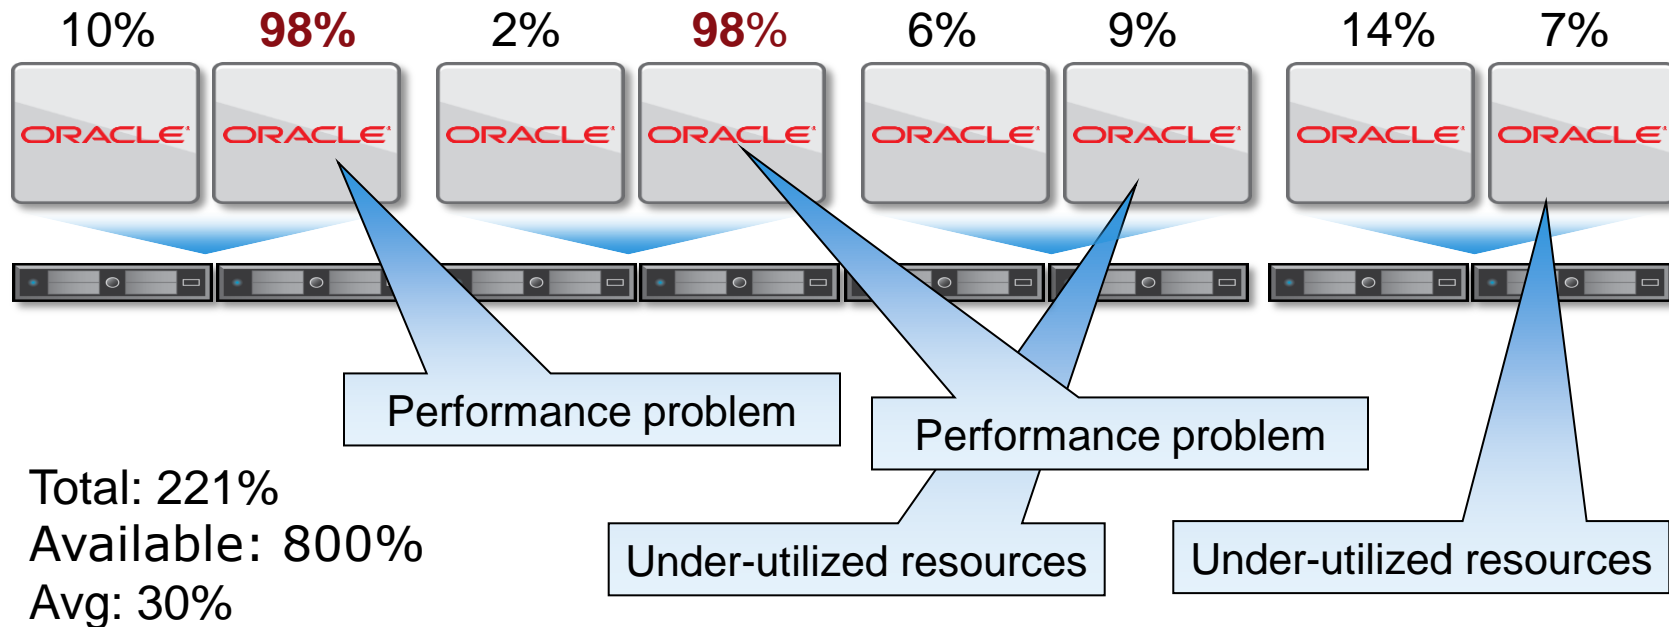 10% 98% 2% 98% 6% 9% 14% 7%
ORACLE ORACLE ORACLE ORACLE ORACLE ORACLE ORACLE ORACLE
Performance problem
Performance problem
Under-utilized resources
Under-utilized resources
Total: 221%
Available: 800%
Avg: 30%